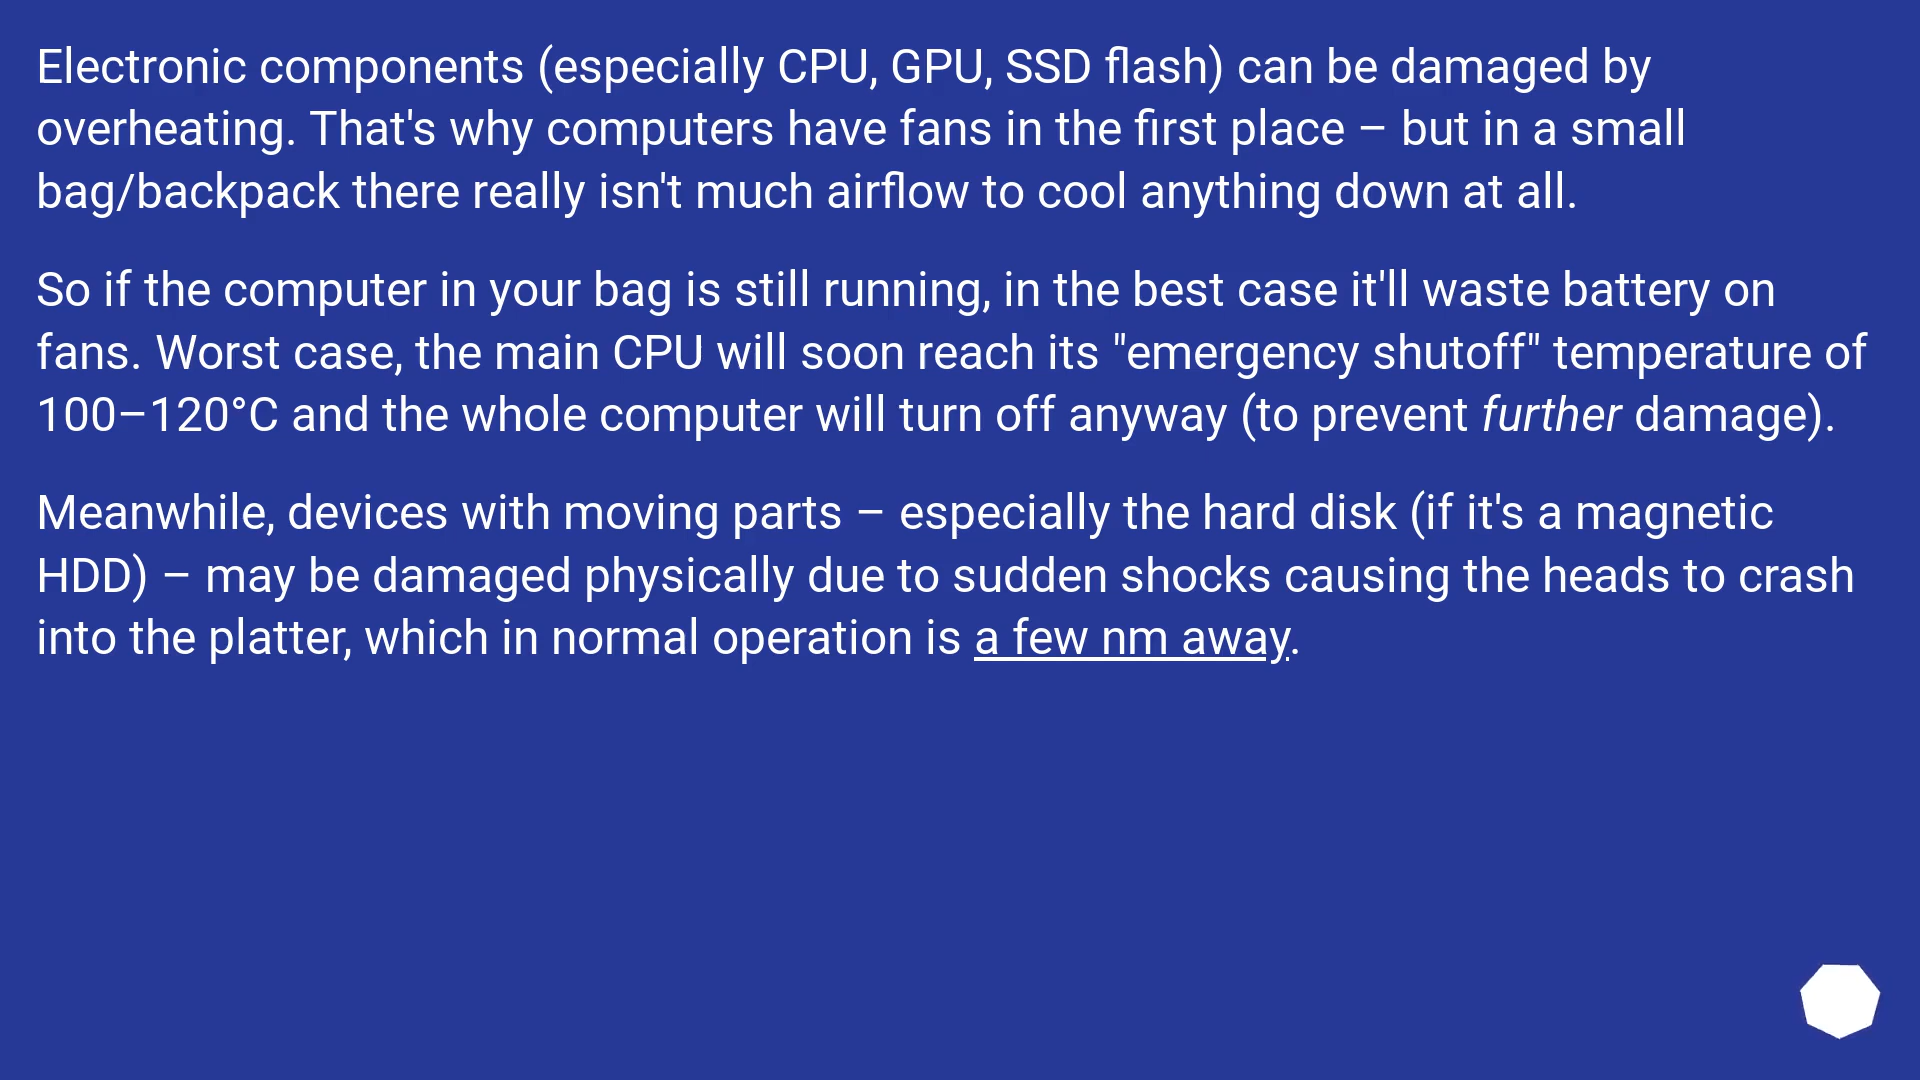 Electronic components (especially CPU, GPU, SSD flash) can be damaged by
overheating. That's why computers have fans in the first place – but in a small
bag/backpack there really isn't much airflow to cool anything down at all.
So if the computer in your bag is still running, in the best case it'll waste battery on
fans. Worst case, the main CPU will soon reach its "emergency shutoff" temperature of
100–120°C and the whole computer will turn off anyway (to prevent further damage).
Meanwhile, devices with moving parts – especially the hard disk (if it's a magnetic
HDD) – may be damaged physically due to sudden shocks causing the heads to crash
into the platter, which in normal operation is a few nm away.